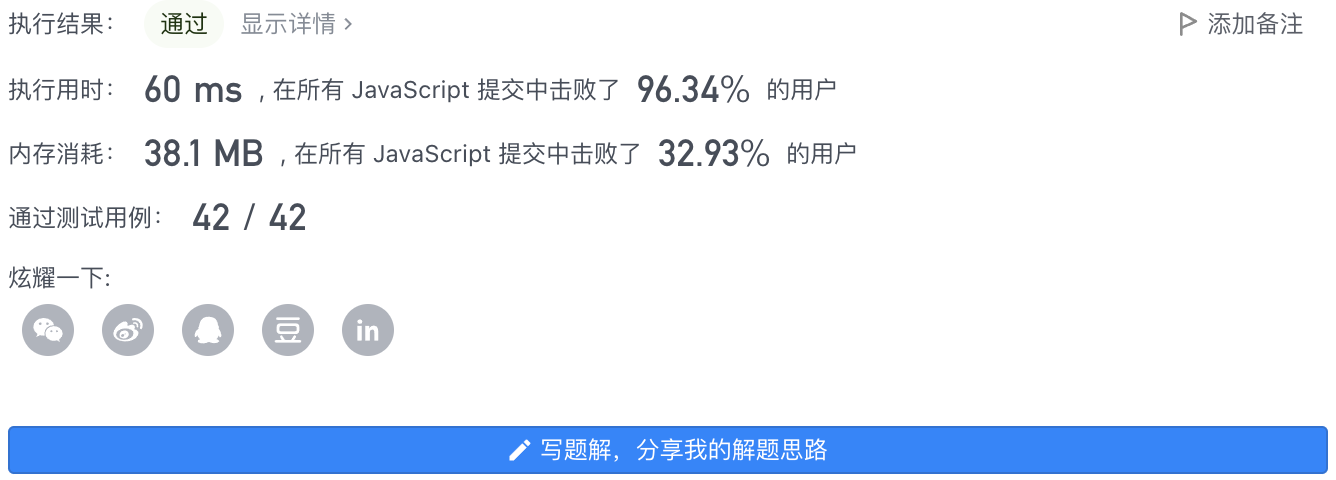 执行结果： 通过 显示详情 › 添加备注
执行用时： 60 ms , 在所有 JavaScript 提交中击败了 96.34% 的用户
内存消耗： 38.1 MB , 在所有 JavaScript 提交中击败了 32.93% 的用户
通过测试用例： 42 / 42
炫耀一下:
豆 in
写题解，分享我的解题思路